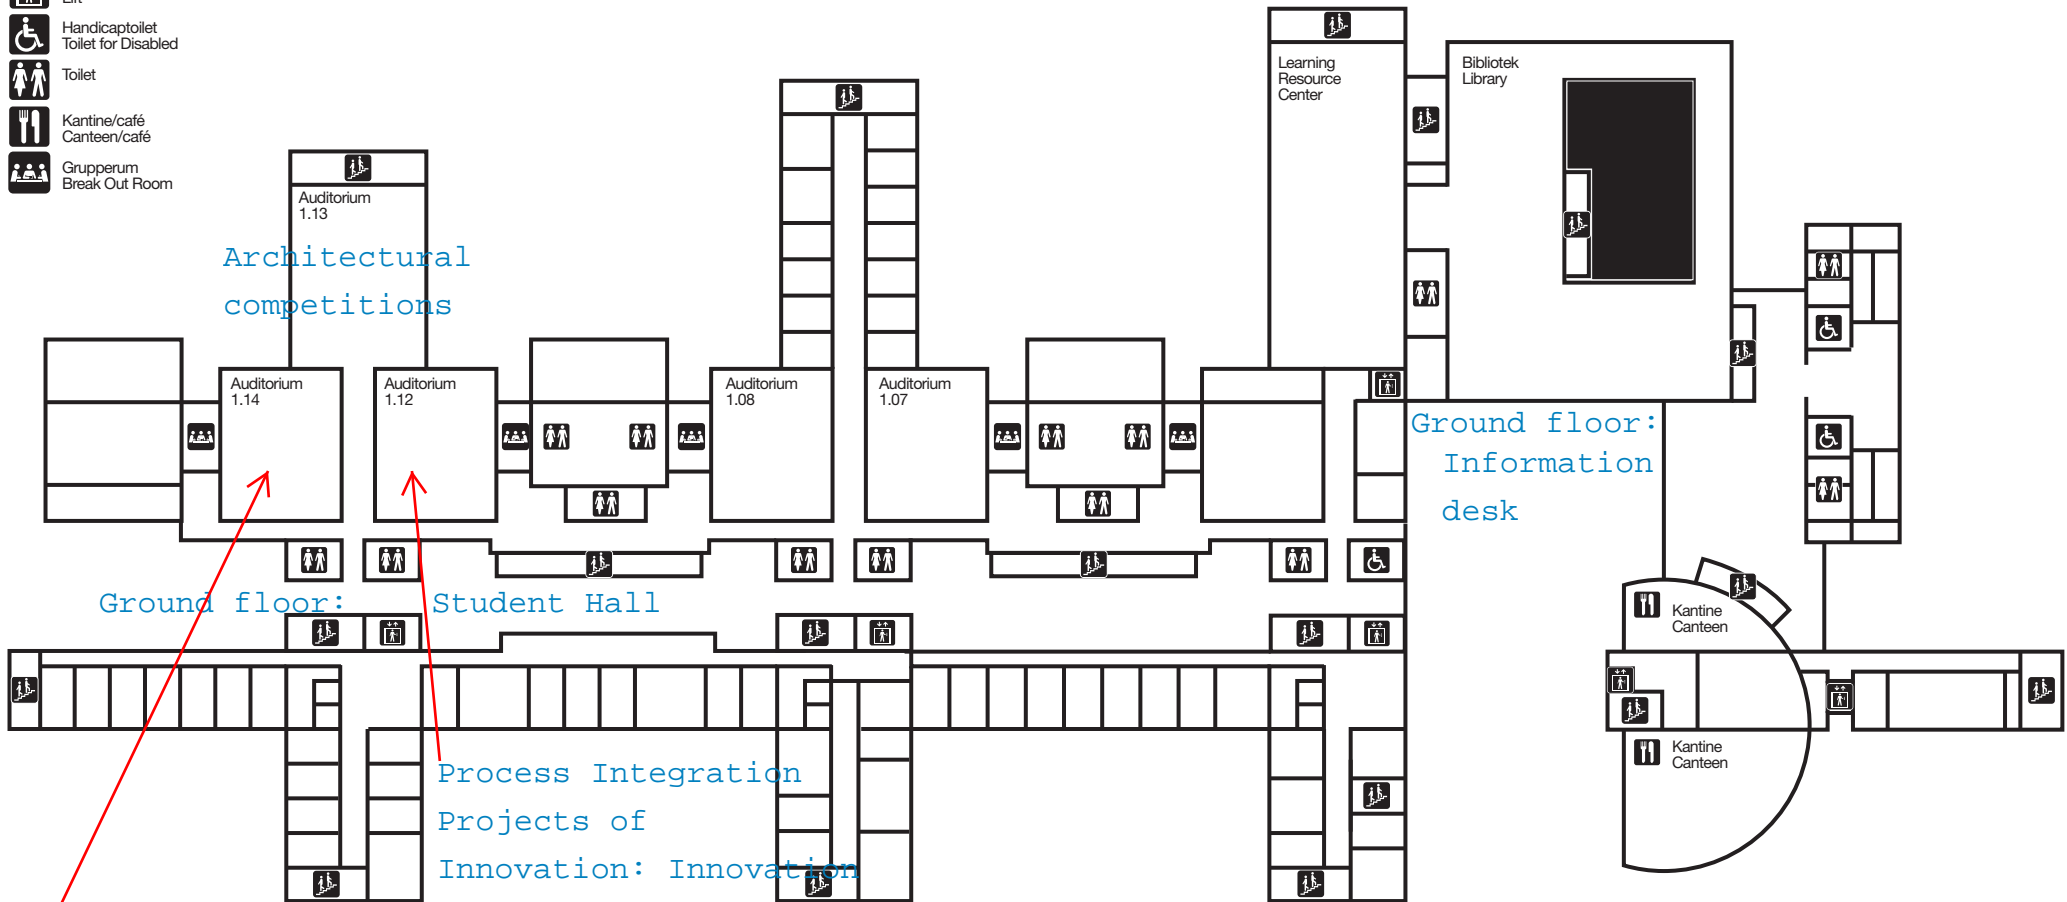 Lift
Handicaptoilet
Toilet for Disabled
Toilet
Kantine/café
Canteen/café
Grupperum
Break Out Room
Auditorium
1.13
Architectural
competitions
Auditorium
1.14
Auditorium
1.12
Auditorium
1.08
Auditorium
1.07
Learning
Resource
Center
Bibliotek
Library
Ground floor:
Information
desk
Ground floor: Student Hall
Kantine
Canteen
Kantine
Canteen
Process Integration
Projects of
Innovation: Innovation